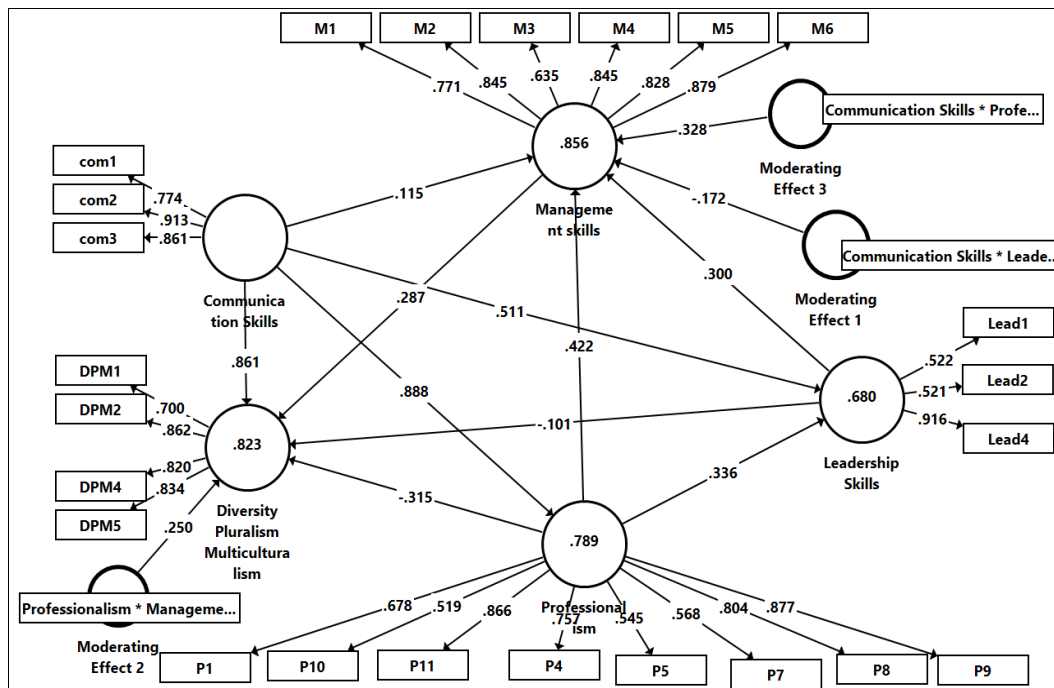 M1
M2
M3
M4
M5
M6
.771
.845
.635
.845
.828
.879
Communication Skills * Profe...
.856
.328
Moderating
Effect 3
com1
com2
com3
.774
.913
.861
.115
Manageme
nt skills
-.172
Communication Skills * Leade...
Moderating
Effect 1
Communica
tion Skills
.287
.300
.511
.422
.861
.888
Lead1
Lead2
Lead4
.522
.521
.916
.680
Leadership
Skills
DPM1
DPM2
DPM4
DPM5
.700
.862
.820
.834
.823
-.101
.336
-.315
Diversity
Pluralism
Multicultura
lism
.250
Professionalism * Manageme...
Moderating
Effect 2
.789
Professional
ism
.678
.519
.866
.757
.545
.568
.804
.877
P1
P10
P11
P4
P5
P7
P8
P9